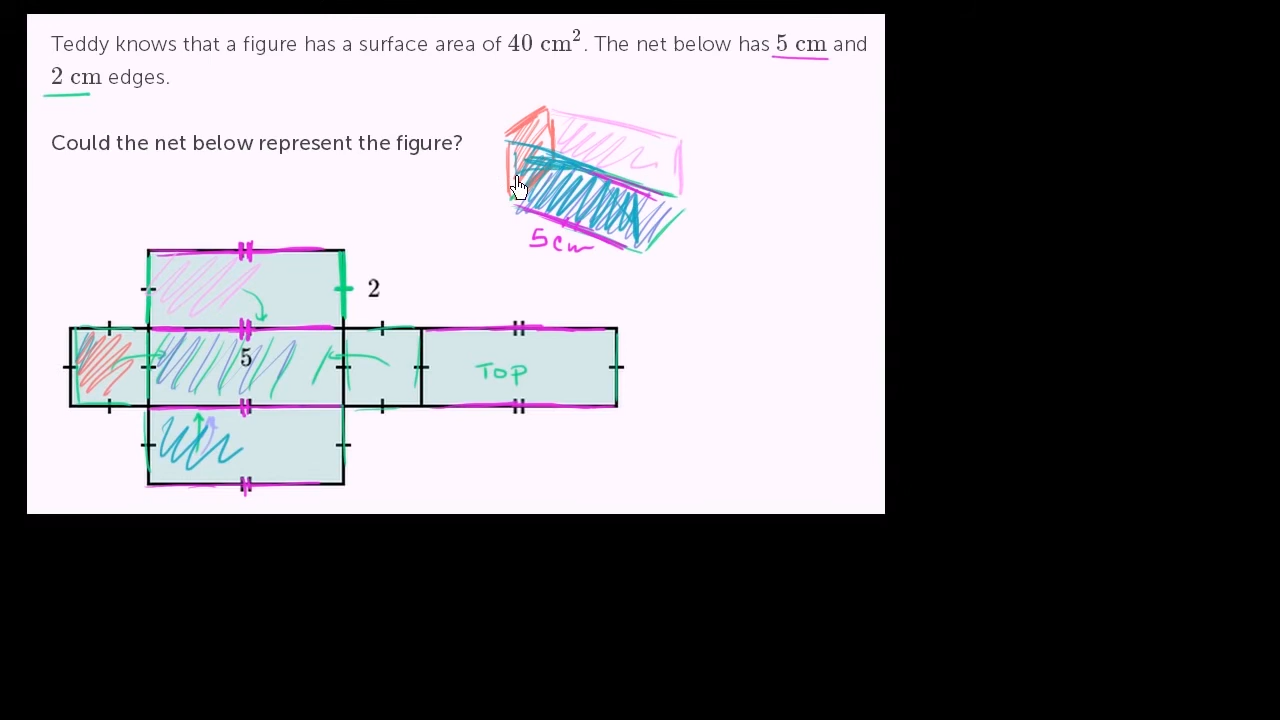 Teddy knows that a figure has a surface area of 40 cm². The net below has 5 cm and
2 cm edges.
Could the net below represent the figure?
5cm
2
5
TOP